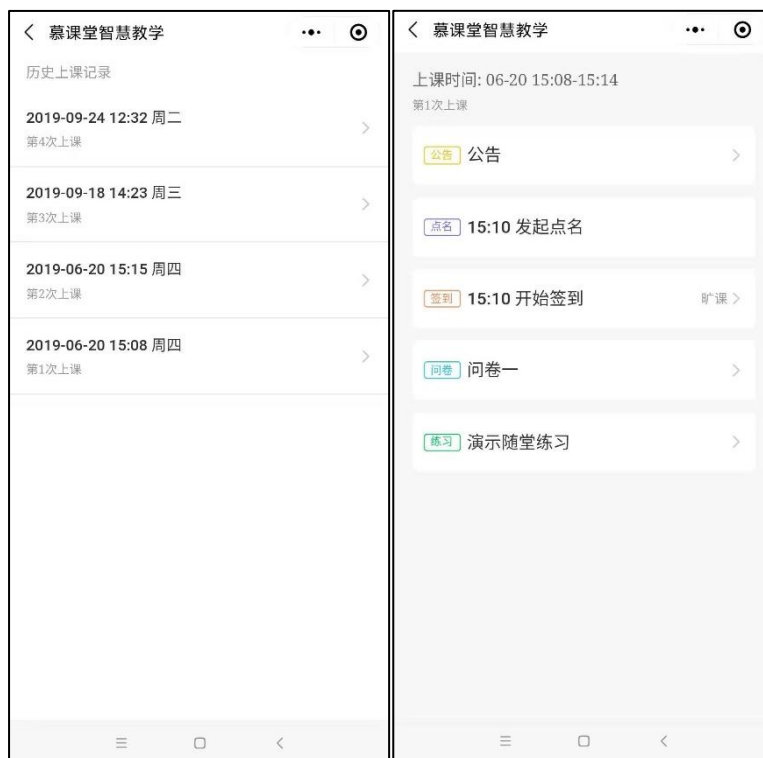 慕课堂智慧教学
历史上课记录
2019-09-24 12:32 周二
第4次上课
2019-09-18 14:23 周三
第3次上课
2019-06-20 15:15 周四
第2次上课
2019-06-20 15:08 周四
第1次上课
慕课堂智慧教学
上课时间: 06-20 15:08-15:14
第1次上课
公告 公告
点名 15:10 发起点名
签到 15:10 开始签到 旷课
问卷 问卷一
练习 演示随堂练习